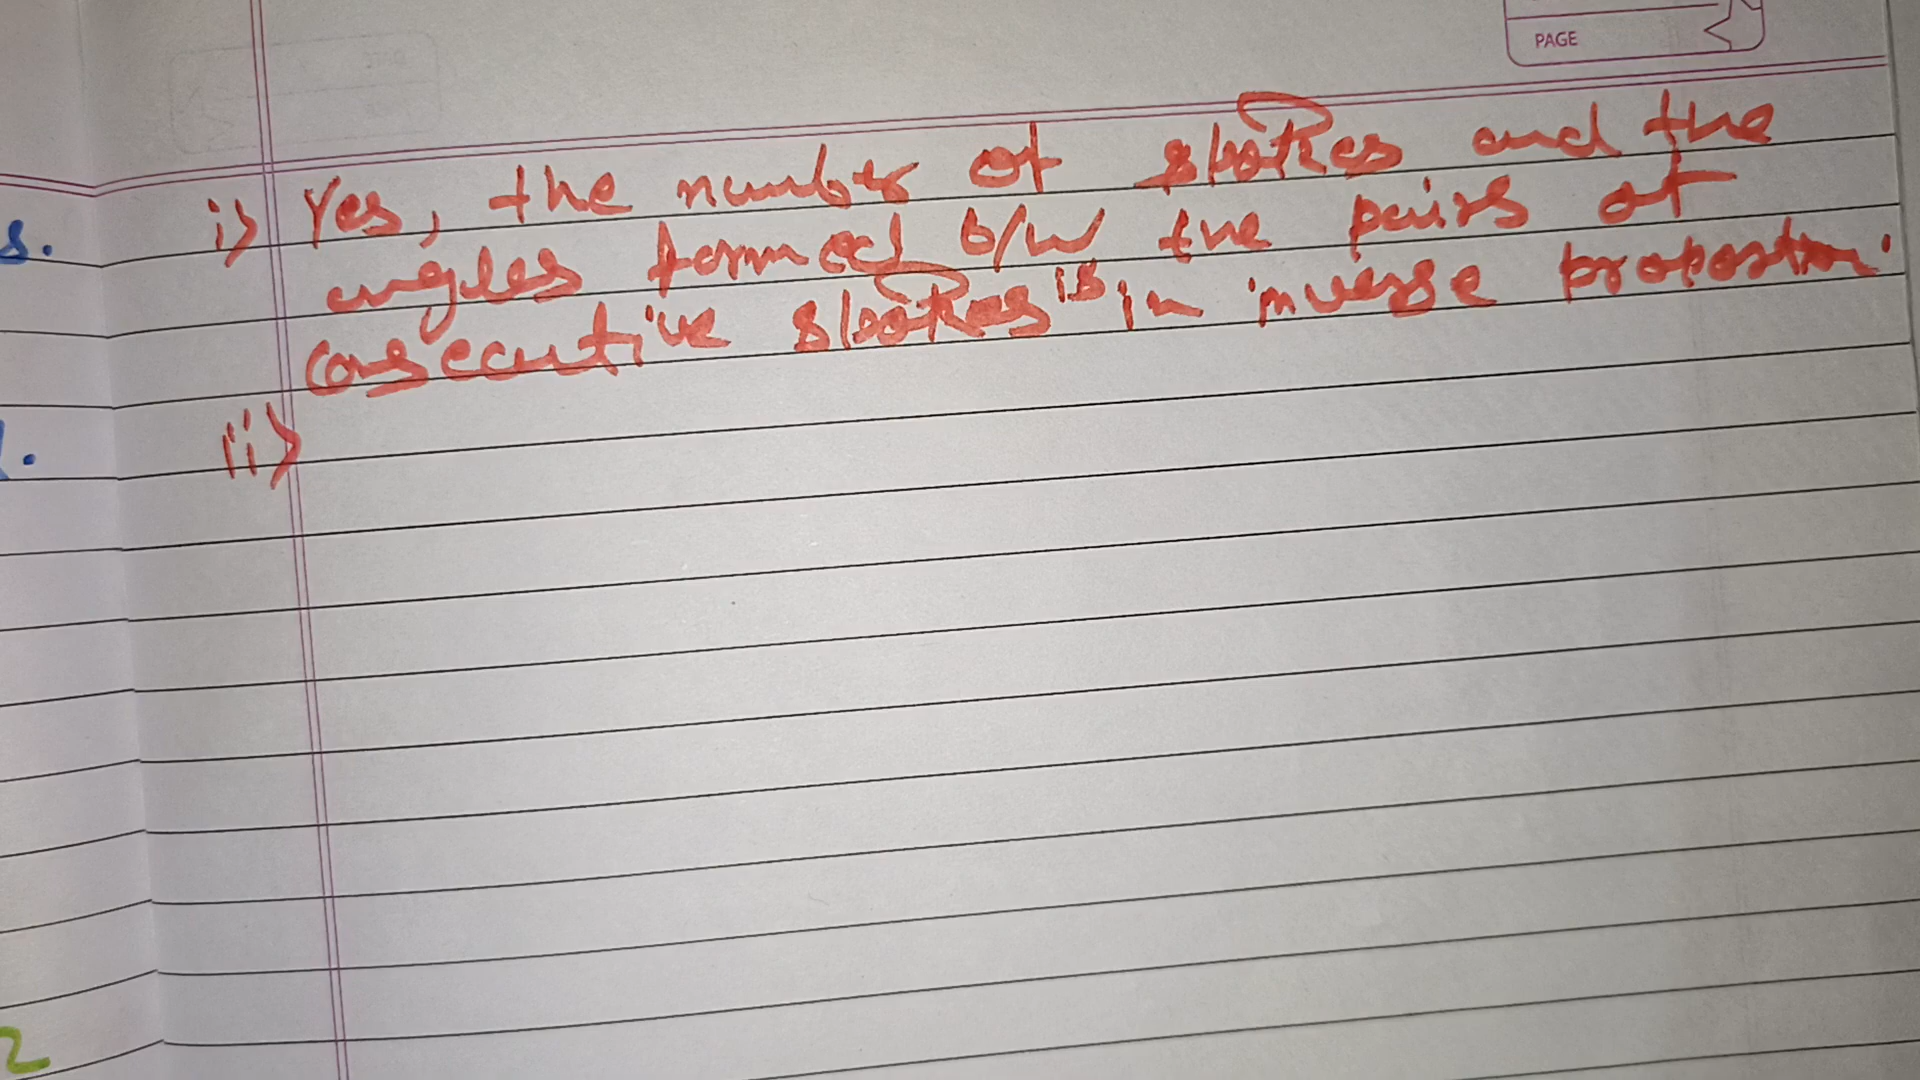 PAGE
i) Yes, the number of spokes and the
angles formed b/w the pairs of
consecutive spokes is in inverse proportion.
ii)
s.
2